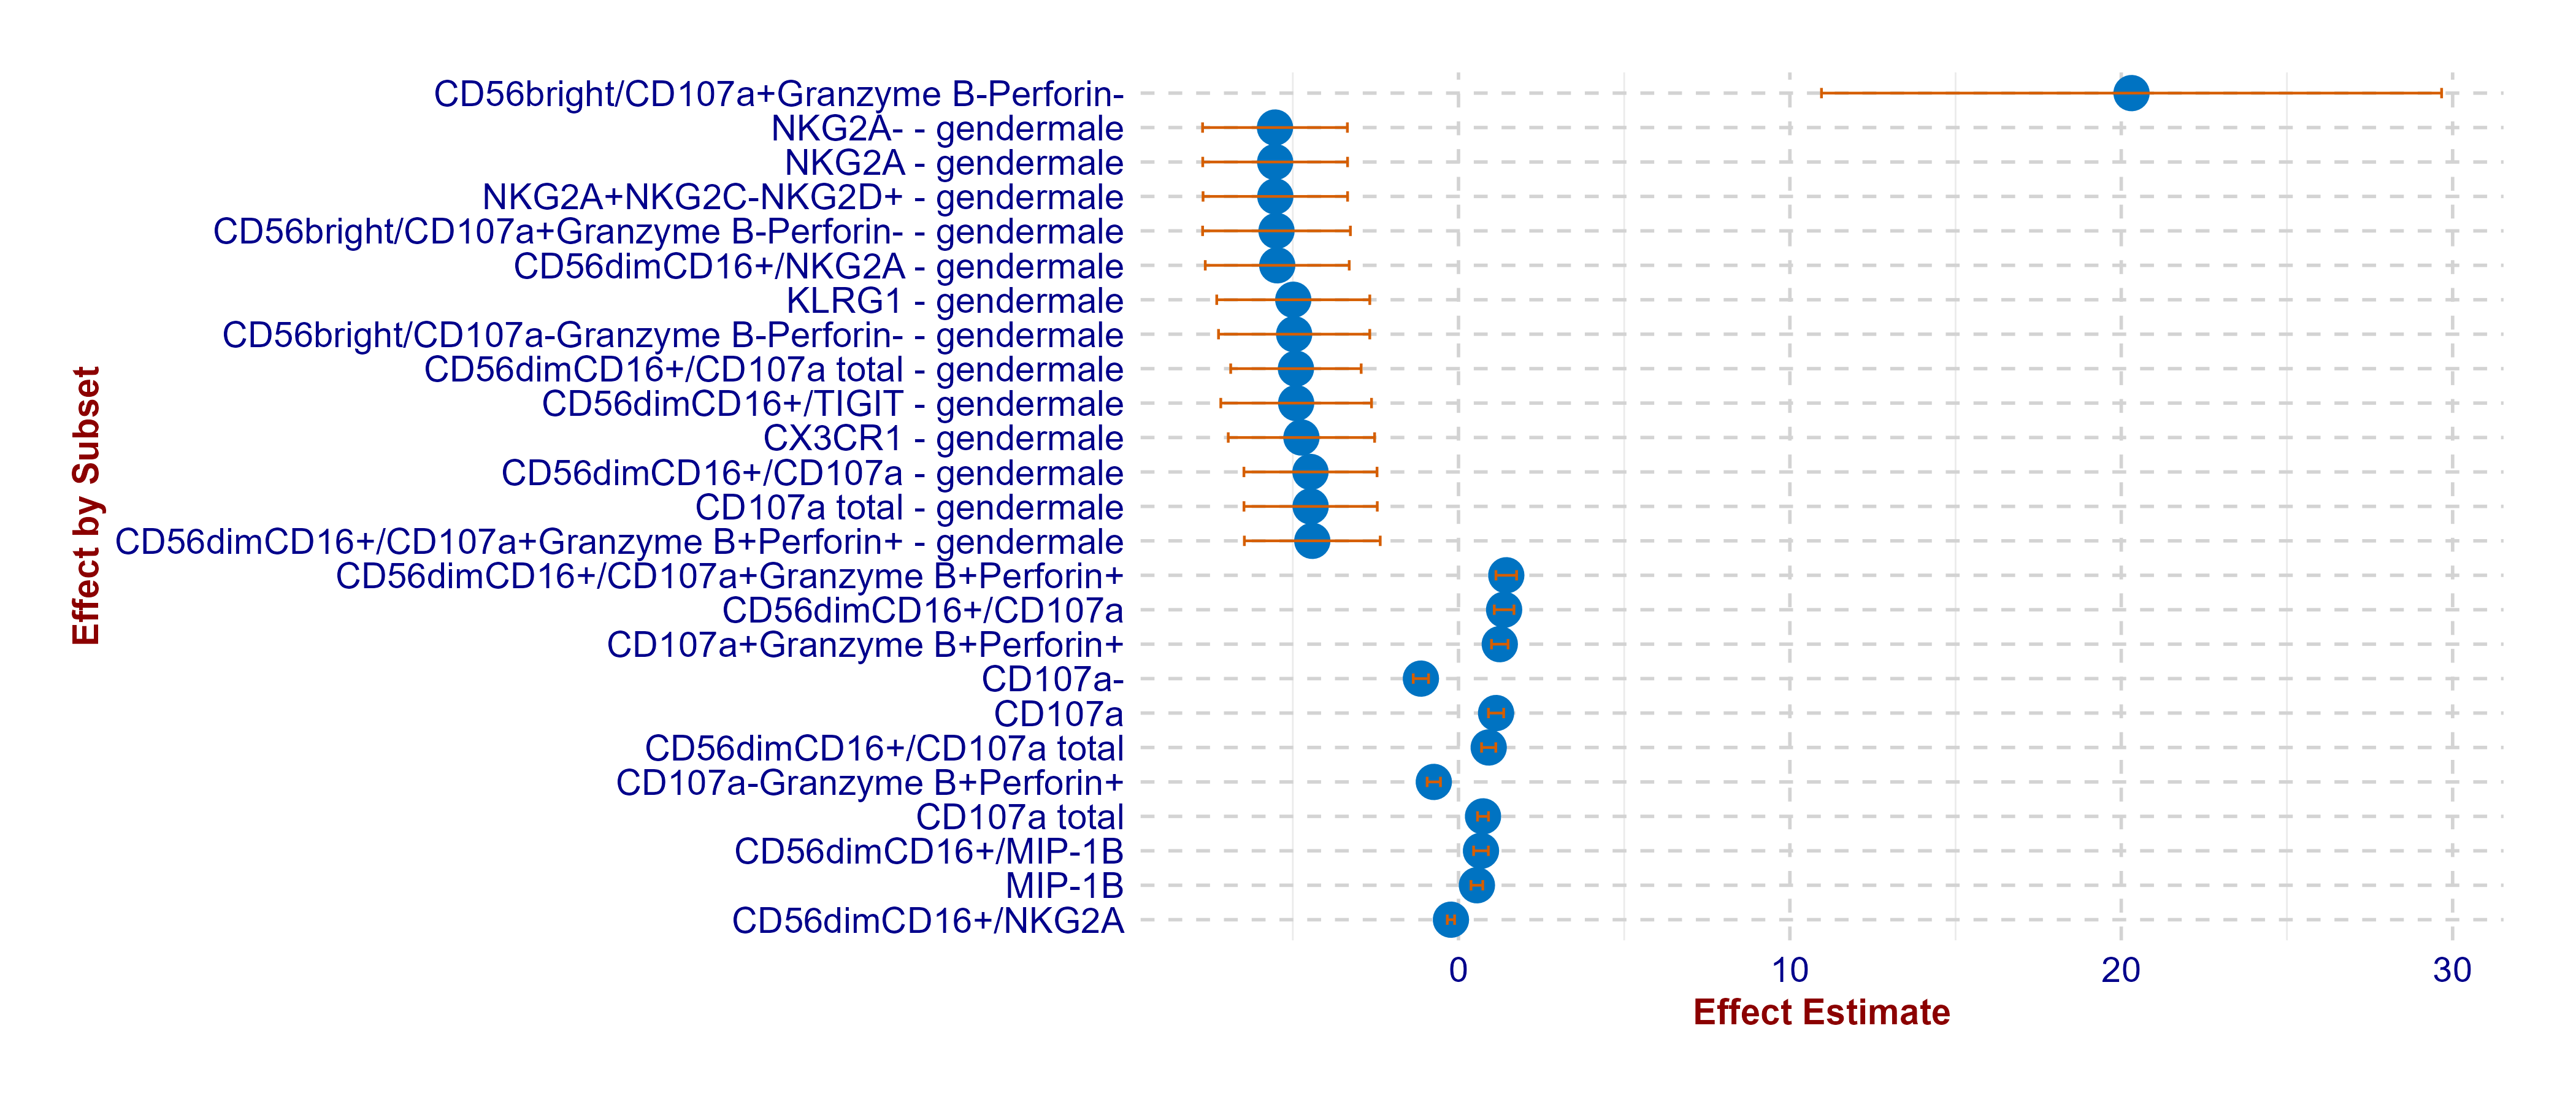 CD56bright/CD107a+Granzyme B-Perforin-
NKG2A- - gendermale
NKG2A - gendermale
NKG2A+NKG2C-NKG2D+ - gendermale
CD56bright/CD107a+Granzyme B-Perforin- - gendermale
CD56dimCD16+/NKG2A - gendermale
KLRG1 - gendermale
CD56bright/CD107a-Granzyme B-Perforin- - gendermale
CD56dimCD16+/CD107a total - gendermale
CD56dimCD16+/TIGIT - gendermale
CX3CR1 - gendermale
CD56dimCD16+/CD107a - gendermale
CD107a total - gendermale
CD56dimCD16+/CD107a+Granzyme B+Perforin+ - gendermale
CD56dimCD16+/CD107a+Granzyme B+Perforin+
CD56dimCD16+/CD107a
CD107a+Granzyme B+Perforin+
CD107a-
CD107a
CD56dimCD16+/CD107a total
CD107a-Granzyme B+Perforin+
CD107a total
CD56dimCD16+/MIP-1B
MIP-1B
CD56dimCD16+/NKG2A
Effect by Subset
0 10 20 30
Effect Estimate